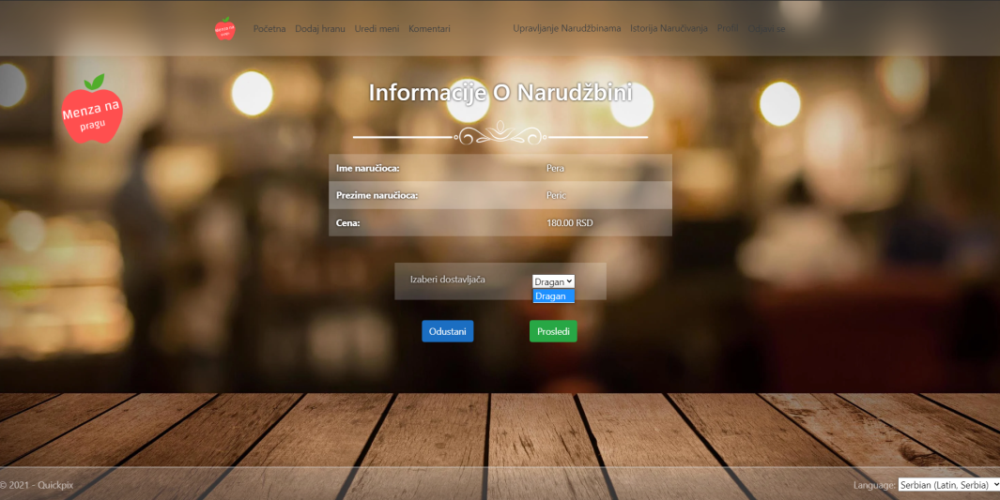 Menza na
pragu
Početna Dodaj hranu Uredi meni Komentari Upravljanje Narudžbinama Istorija Naručivanja Profil Odjavi se
Menza na
pragu
Informacije O Narudžbini
Ime naručioca: Pera
Prezime naručioca: Peric
Cena: 180.00 RSD
Izaberi dostavljača Dragan
Dragan
Odustani Prosledi
© 2021 - Quickpix Language: Serbian (Latin, Serbia)